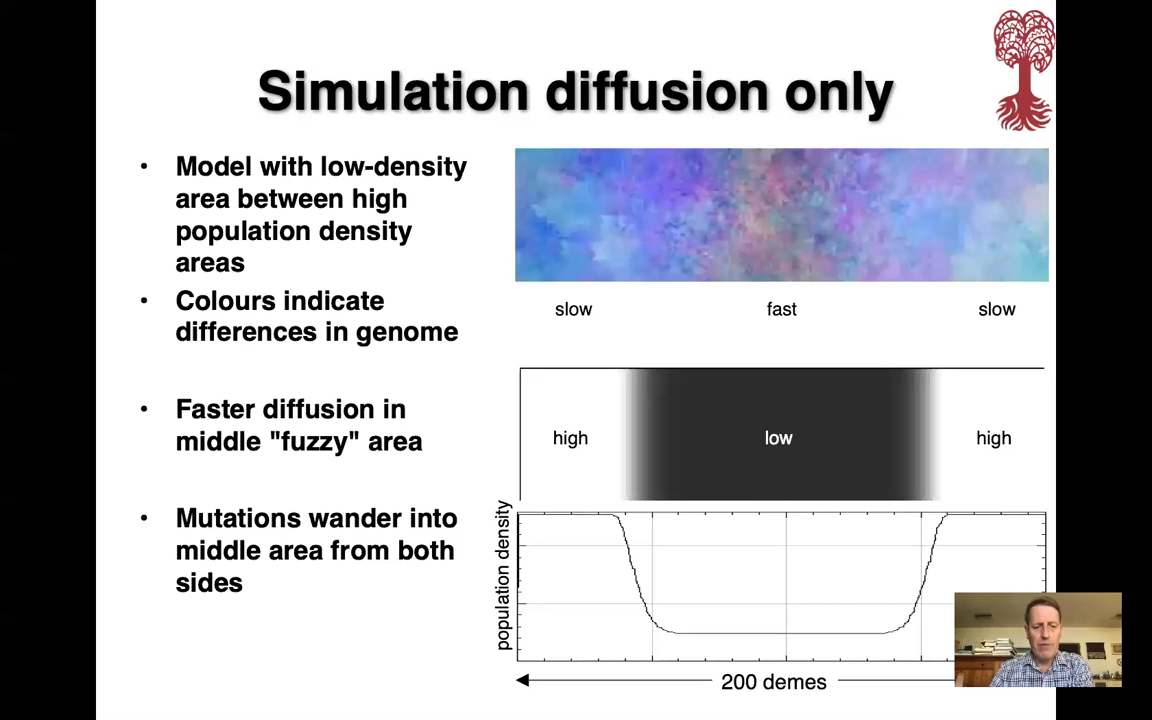 Simulation diffusion only
• Model with low-density
area between high
population density
areas
• Colours indicate
differences in genome
• Faster diffusion in
middle "fuzzy" area
• Mutations wander into
middle area from both
sides
slow fast slow
high low high
population density
200 demes